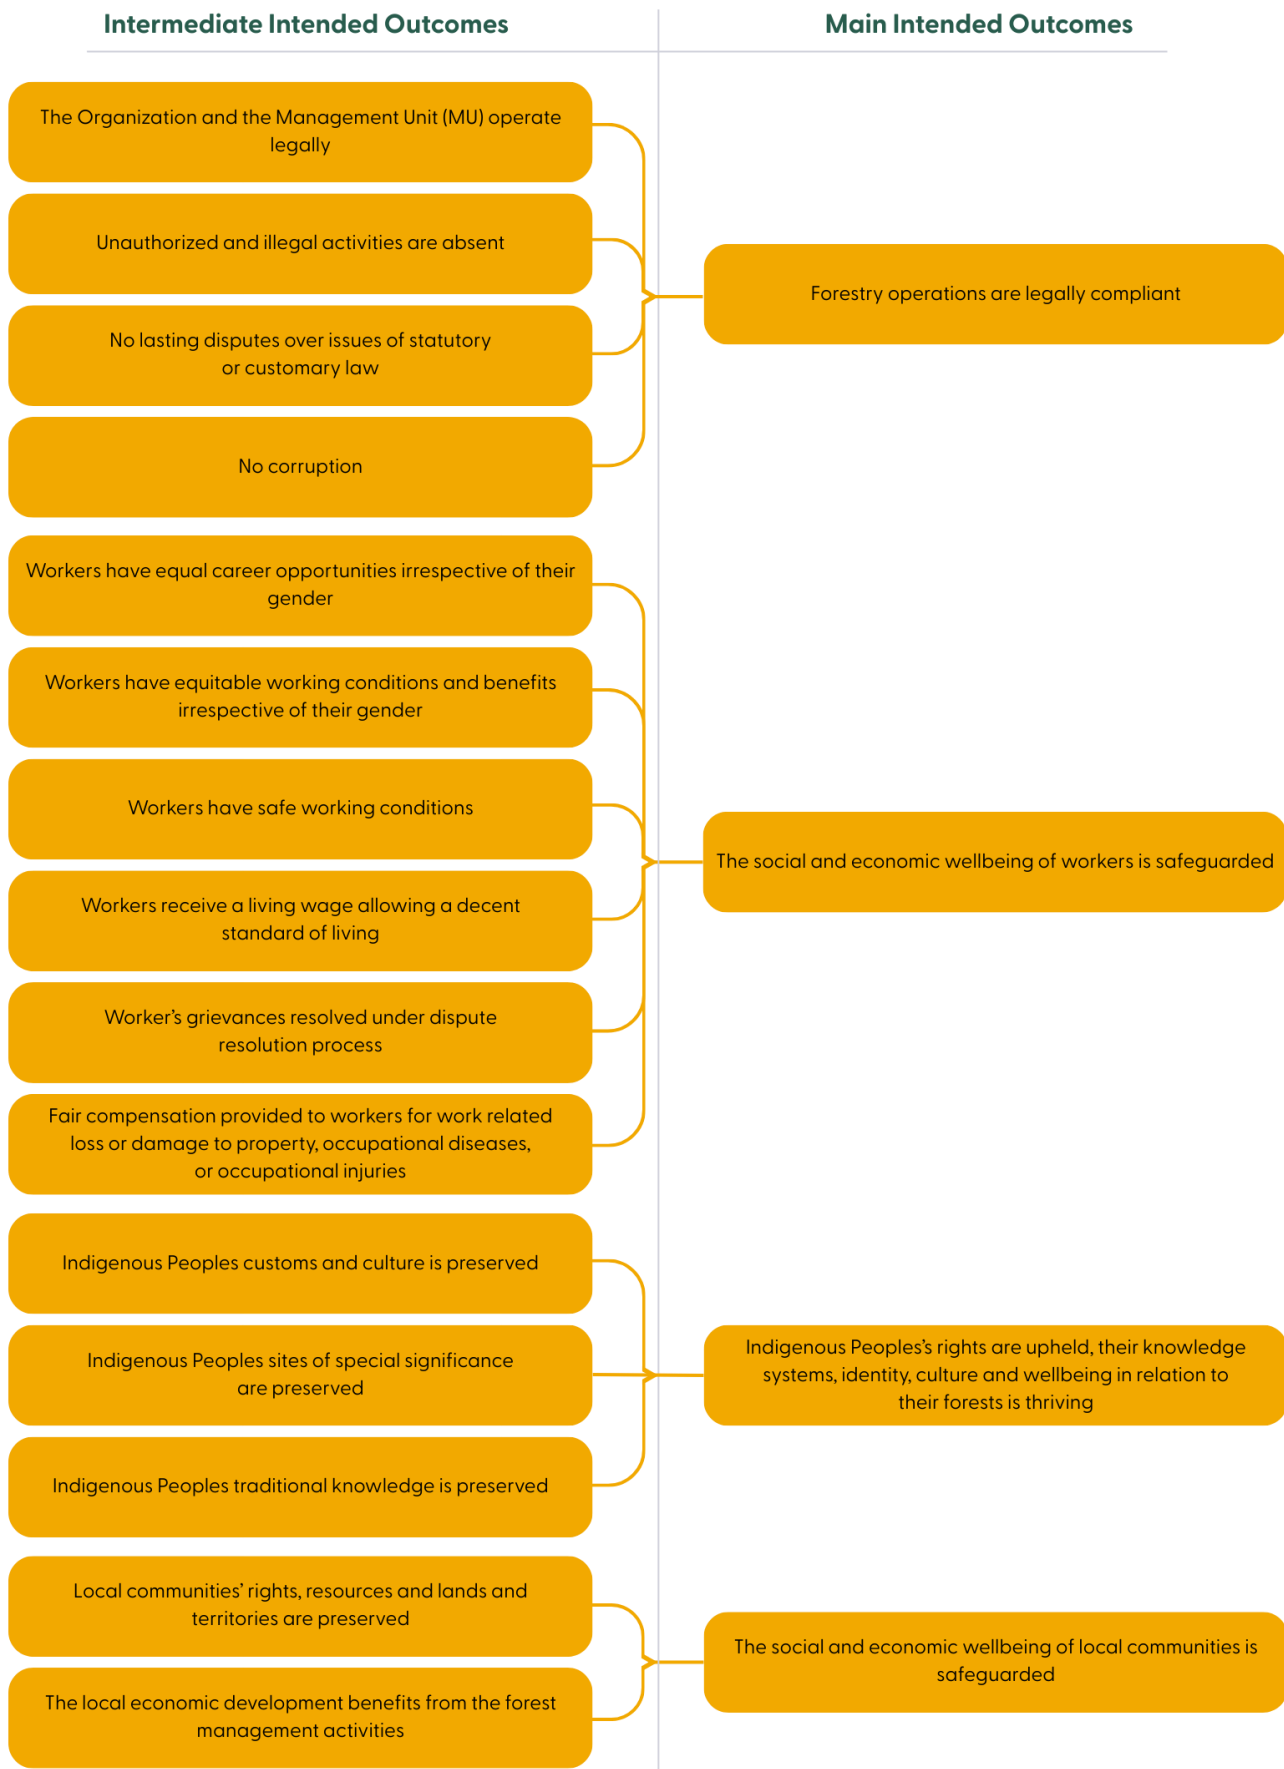 Intermediate Intended Outcomes
Main Intended Outcomes
The Organization and the Management Unit (MU) operate
legally
Unauthorized and illegal activities are absent
No lasting disputes over issues of statutory
or customary law
No corruption
Forestry operations are legally compliant
Workers have equal career opportunities irrespective of their
gender
Workers have equitable working conditions and benefits
irrespective of their gender
Workers have safe working conditions
Workers receive a living wage allowing a decent
standard of living
Worker’s grievances resolved under dispute
resolution process
Fair compensation provided to workers for work related
loss or damage to property, occupational diseases,
or occupational injuries
The social and economic wellbeing of workers is safeguarded
Indigenous Peoples customs and culture is preserved
Indigenous Peoples sites of special significance
are preserved
Indigenous Peoples traditional knowledge is preserved
Indigenous Peoples’s rights are upheld, their knowledge
systems, identity, culture and wellbeing in relation to
their forests is thriving
Local communities’ rights, resources and lands and
territories are preserved
The local economic development benefits from the forest
management activities
The social and economic wellbeing of local communities is
safeguarded